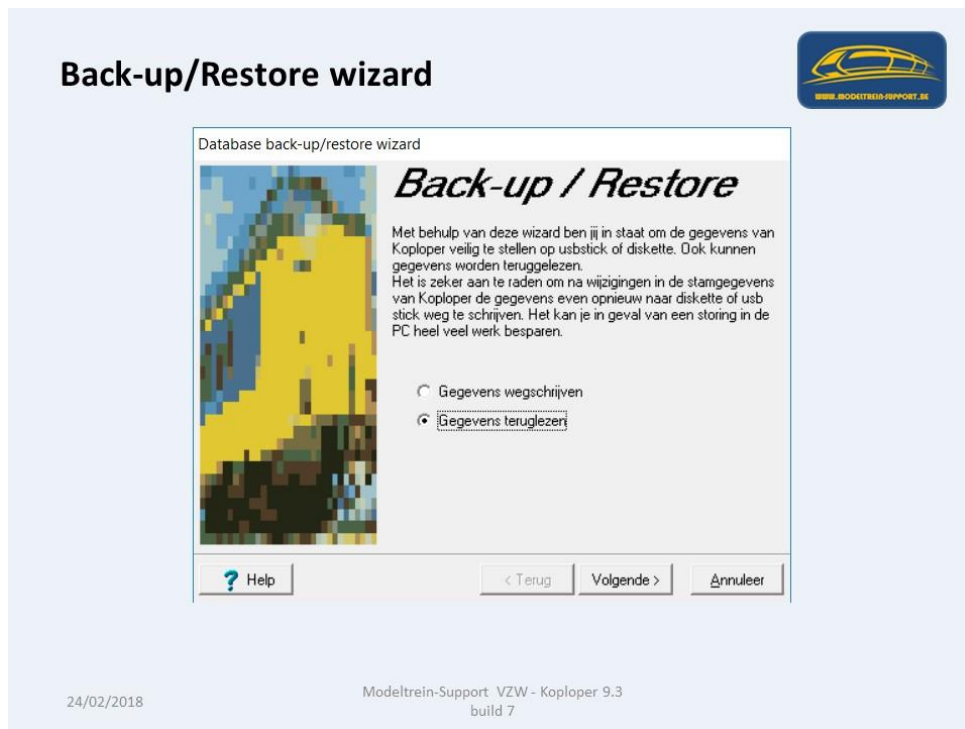 Back-up/Restore wizard
WWW.MODELTREIN-SUPPORT.BE
Database back-up/restore wizard
Back-up / Restore
Met behulp van deze wizard ben jij in staat om de gegevens van
Koploper veilig te stellen op usbstick of diskette. Ook kunnen
gegevens worden teruggelezen.
Het is zeker aan te raden om na wijzigingen in de stamgegevens
van Koploper de gegevens even opnieuw naar diskette of usb
stick weg te schrijven. Het kan je in geval van een storing in de
PC heel veel werk besparen.
Gegevens wegschrijven
Gegevens teruglezen
? Help
< Terug
Volgende >
Annuleer
24/02/2018
Modeltrein-Support VZW - Koploper 9.3
build 7